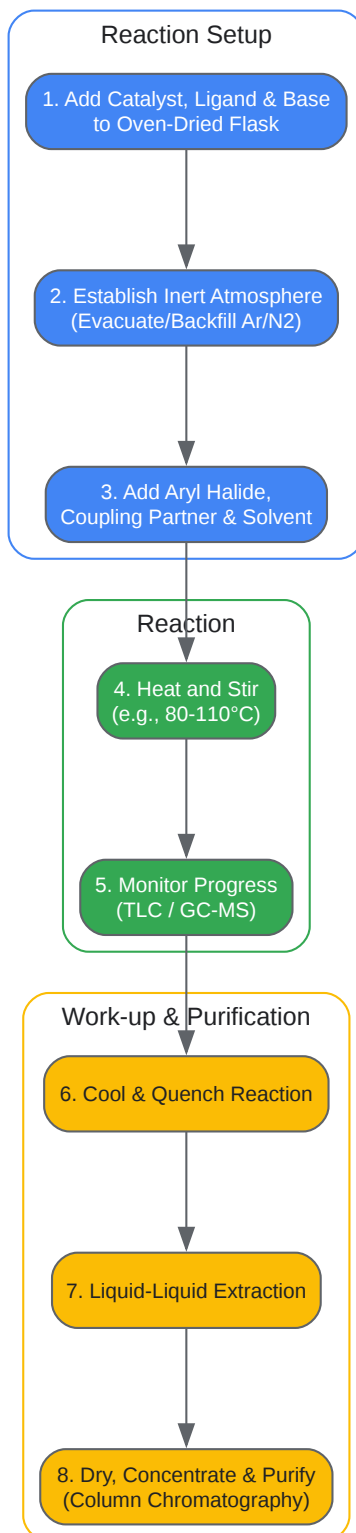 Reaction Setup
1. Add Catalyst, Ligand & Base
to Oven-Dried Flask
2. Establish Inert Atmosphere
(Evacuate/Backfill Ar/N2)
3. Add Aryl Halide,
Coupling Partner & Solvent
Reaction
4. Heat and Stir
(e.g., 80-110°C)
5. Monitor Progress
(TLC / GC-MS)
Work-up & Purification
6. Cool & Quench Reaction
7. Liquid-Liquid Extraction
8. Dry, Concentrate & Purify
(Column Chromatography)